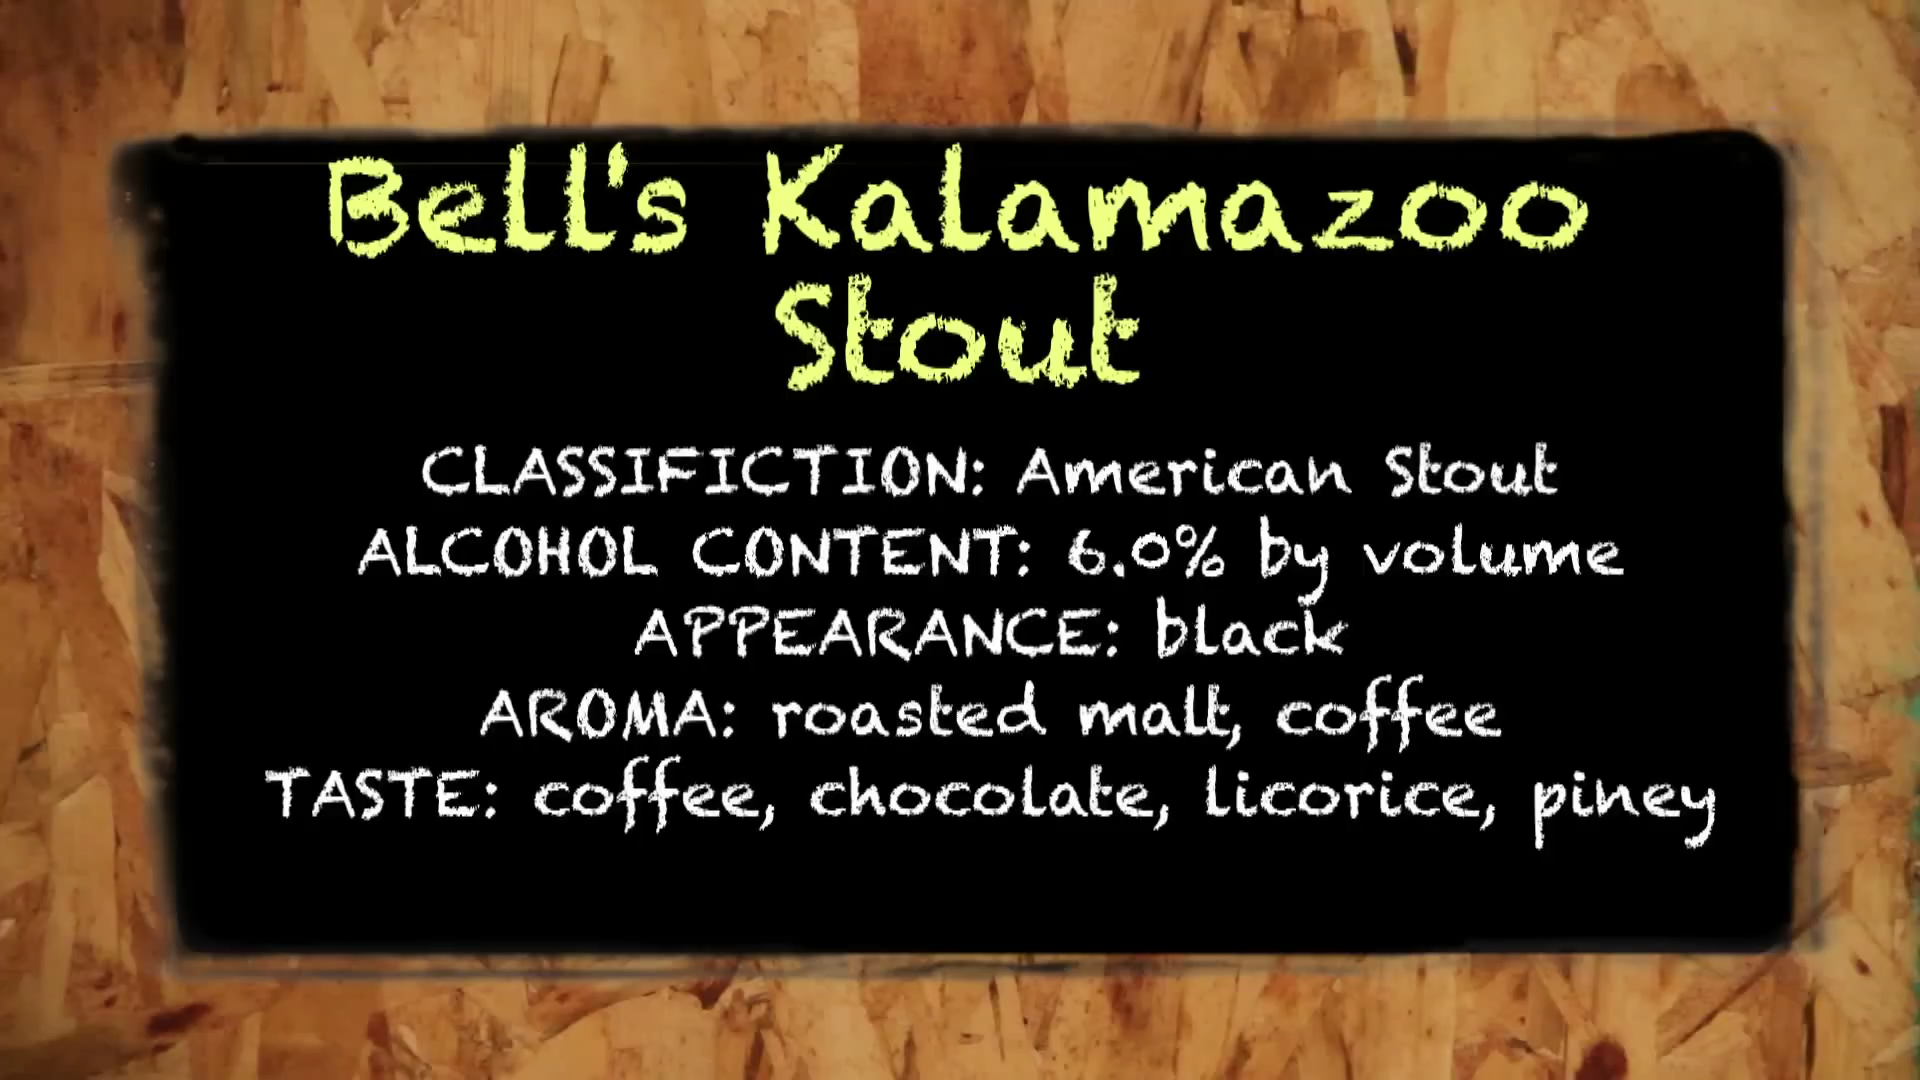 Bell's Kalamazoo
Stout
CLASSIFICTION: American Stout
ALCOHOL CONTENT: 6.0% by volume
APPEARANCE: black
AROMA: roasted malt, coffee
TASTE: coffee, chocolate, licorice, piney